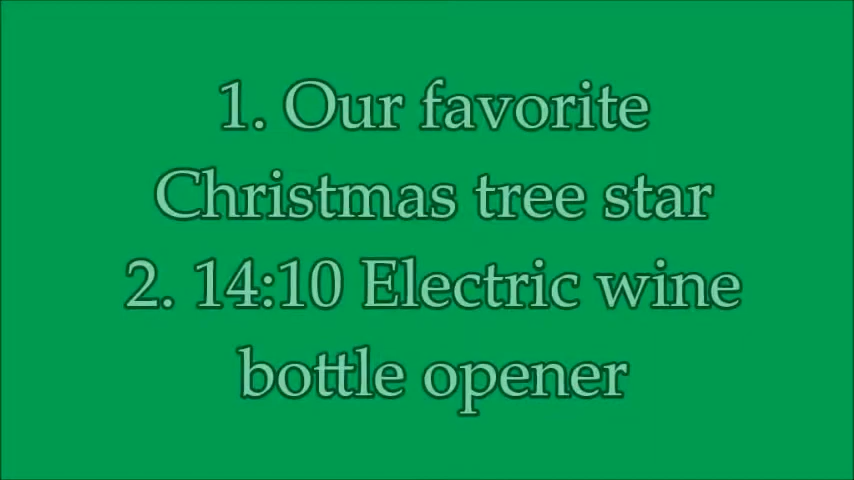 1. Our favorite
Christmas tree star
2. 14:10 Electric wine
bottle opener